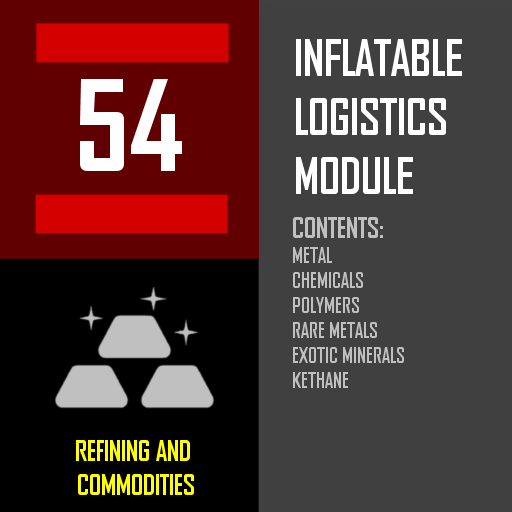 54
REFINING AND
COMMODITIES
INFLATABLE
LOGISTICS
MODULE
CONTENTS:
METAL
CHEMICALS
POLYMERS
RARE METALS
EXOTIC MINERALS
KETHANE